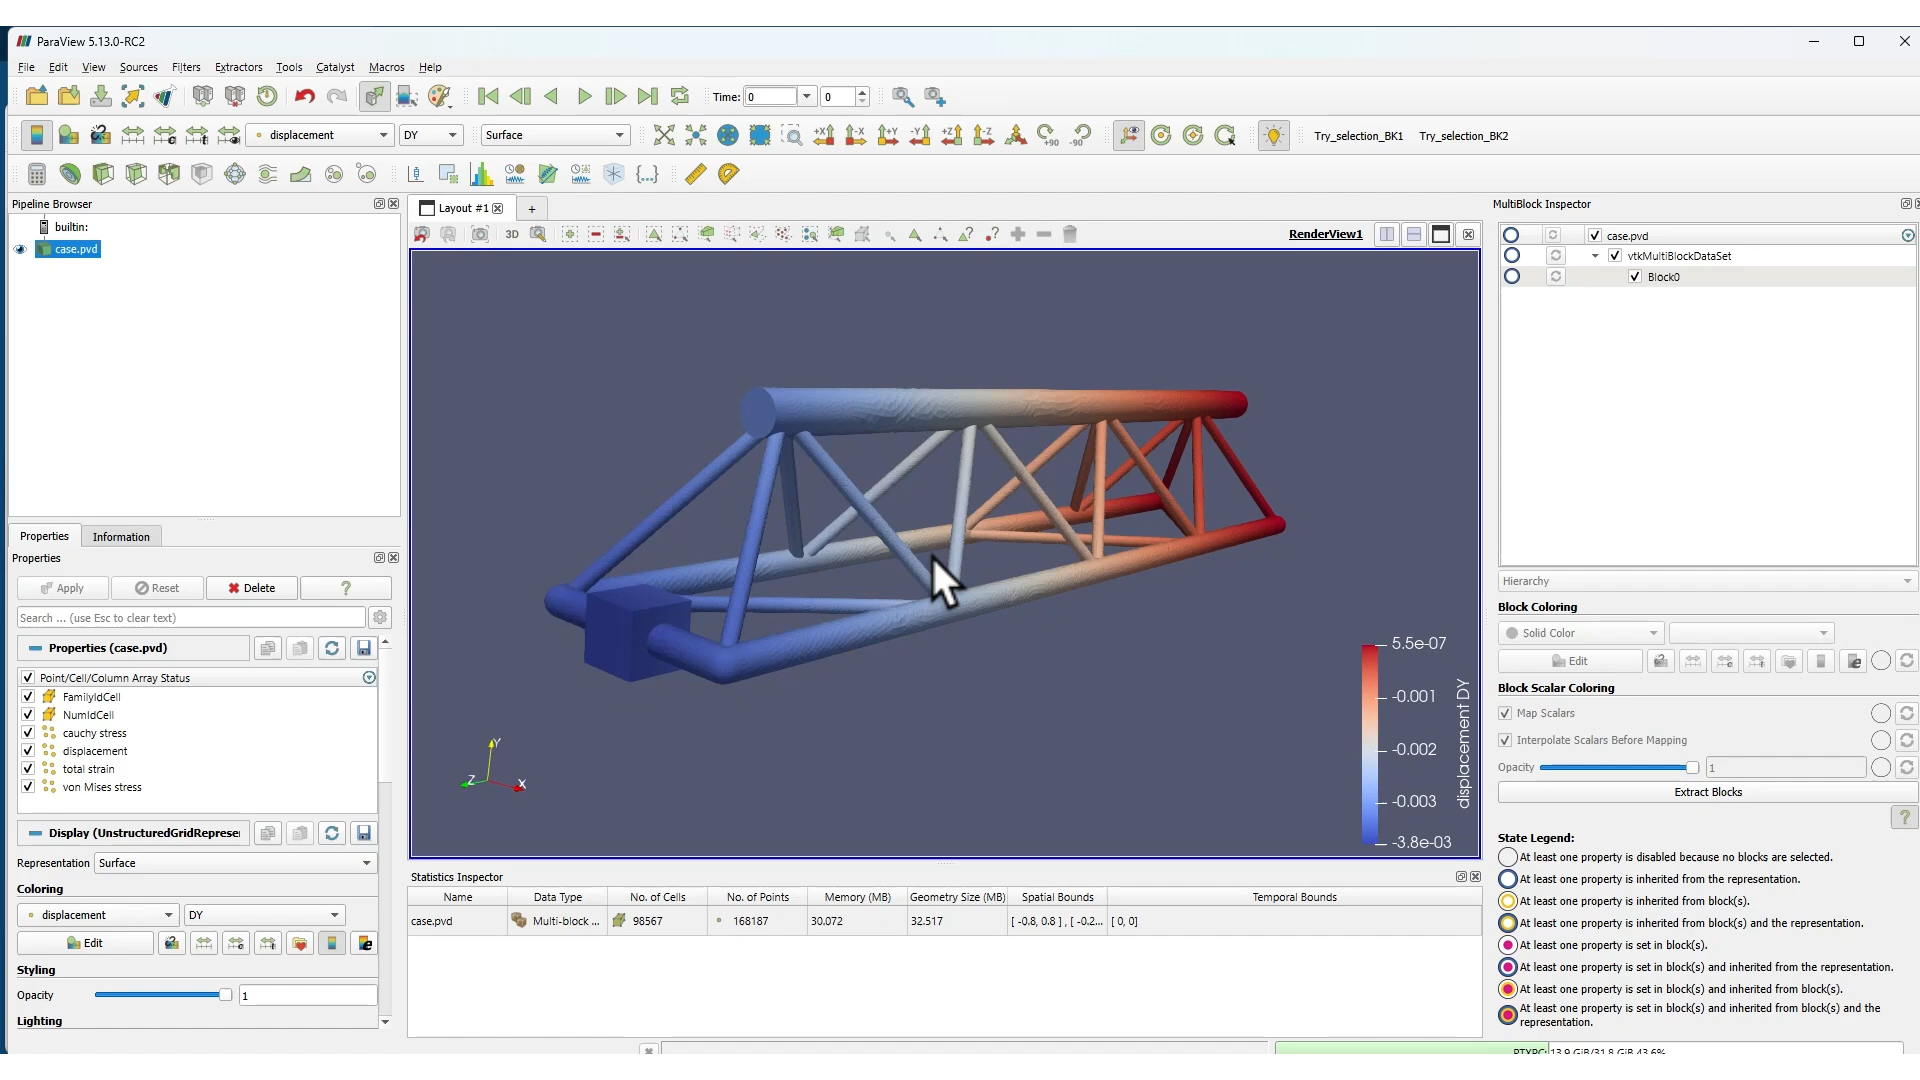 ParaView 5.13.0-RC2
File Edit View Sources Filters Extractors Tools Catalyst Macros Help
Time: 0 0
displacement DY Surface +X -X +Y -Y +Z -Z +90 -90 Try_selection_BK1 Try_selection_BK2
Pipeline Browser
builtin:
case.pvd
Layout #1
+
3D
RenderView1
5.5e-07
-0.001
-0.002
-0.003
-3.8e-03
displacement DY
Y
Z
X
Properties
Information
Properties
Apply Reset Delete ?
Search ... (use Esc to clear text)
Properties (case.pvd)
Point/Cell/Column Array Status
FamilyIdCell
NumIdCell
cauchy stress
displacement
total strain
von Mises stress
Display (UnstructuredGridRepreser
Representation Surface
Coloring
displacement DY
Edit
Styling
Opacity 1
Lighting
Statistics Inspector
Name Data Type No. of Cells No. of Points Memory (MB) Geometry Size (MB) Spatial Bounds Temporal Bounds
case.pvd Multi-block ... 98567 168187 30.072 32.517 [ -0.8, 0.8 ] , [ -0.2... [ 0, 0]
MultiBlock Inspector
case.pvd
vtkMultiBlockDataSet
Block0
Hierarchy
Block Coloring
Solid Color
Edit
Block Scalar Coloring
Map Scalars
Interpolate Scalars Before Mapping
Opacity 1
Extract Blocks
?
State Legend:
At least one property is disabled because no blocks are selected.
At least one property is inherited from the representation.
At least one property is inherited from block(s).
At least one property is inherited from block(s) and the representation.
At least one property is set in block(s).
At least one property is set in block(s) and inherited from the representation.
At least one property is set in block(s) and inherited from block(s).
At least one property is set in block(s) and inherited from block(s) and the
representation.
13.9 GiB/31.8 GiB 43.6%